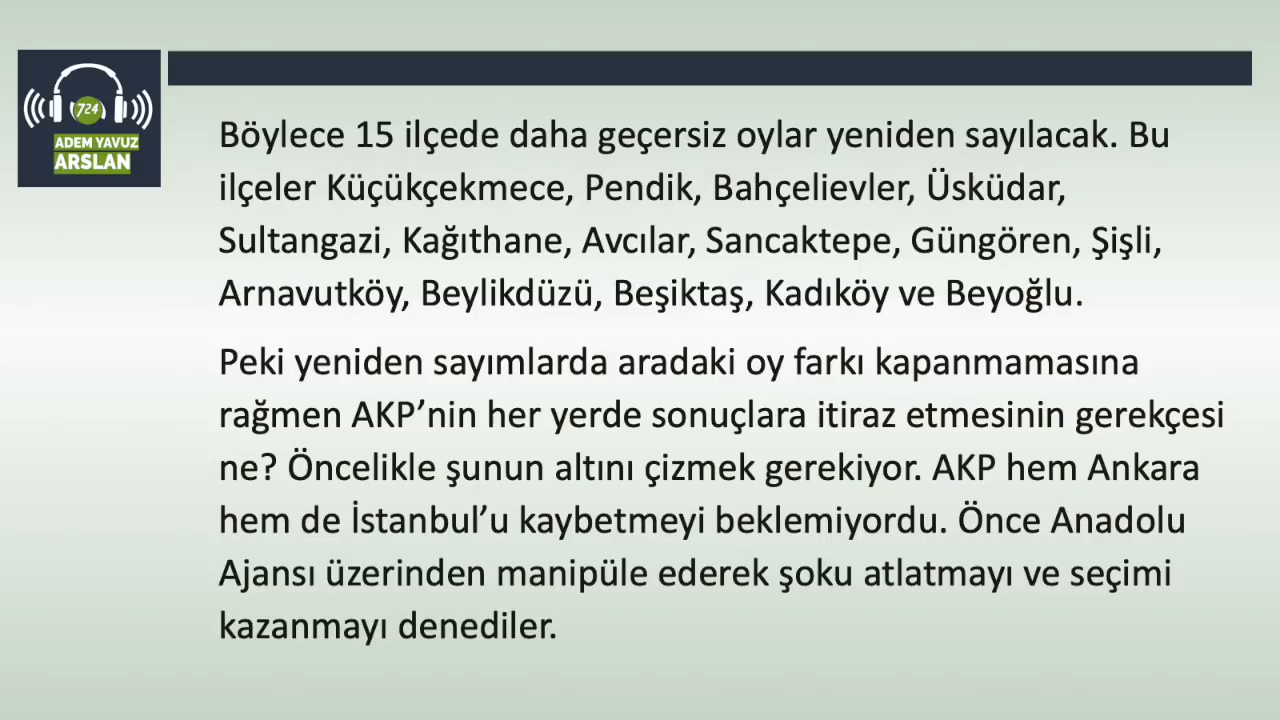 724
ADEM YAVUZ
ARSLAN
Böylece 15 ilçede daha geçersiz oylar yeniden sayılacak. Bu
ilçeler Küçükçekmece, Pendik, Bahçelievler, Üsküdar,
Sultangazi, Kağıthane, Avcılar, Sancaktepe, Güngören, Şişli,
Arnavutköy, Beylikdüzü, Beşiktaş, Kadıköy ve Beyoğlu.
Peki yeniden sayımlarda aradaki oy farkı kapanmamasına
rağmen AKP’nin her yerde sonuçlara itiraz etmesinin gerekçesi
ne? Öncelikle şunun altını çizmek gerekiyor. AKP hem Ankara
hem de İstanbul’u kaybetmeyi beklemiyordu. Önce Anadolu
Ajansı üzerinden manipüle ederek şoku atlatmayı ve seçimi
kazanmayı denediler.